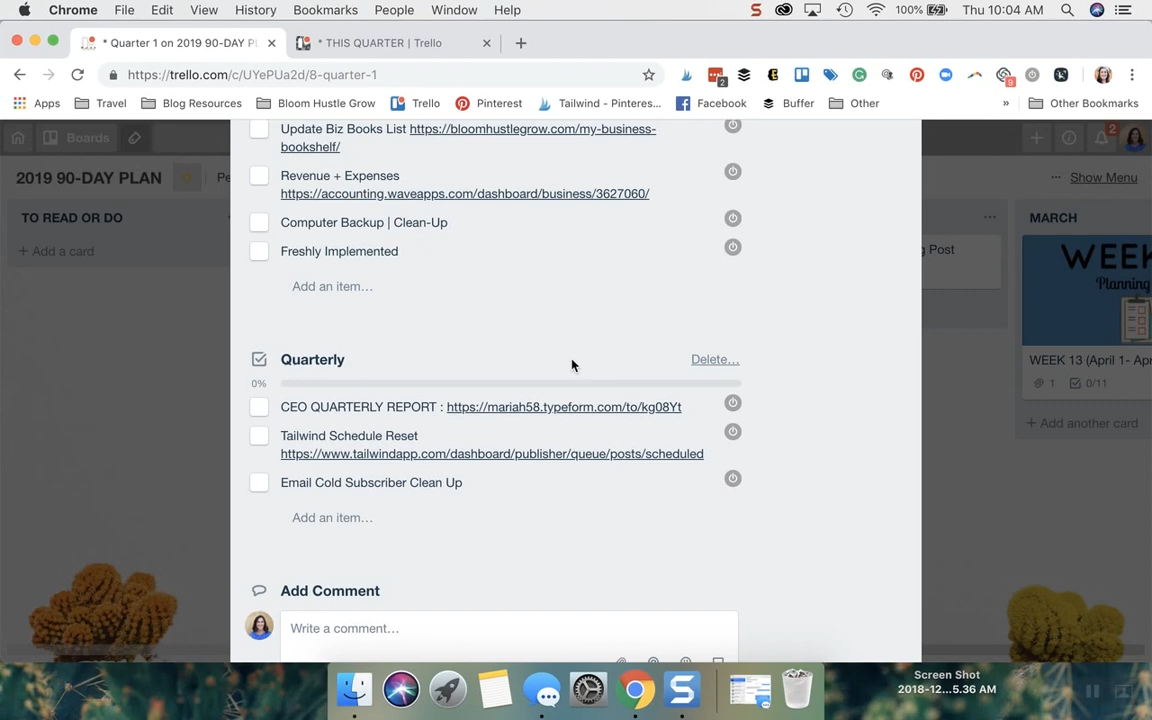 Chrome File Edit View History Bookmarks People Window Help 100% Thu 10:04 AM
* Quarter 1 on 2019 90-DAY PL
* THIS QUARTER | Trello
https://trello.com/c/UYePUa2d/8-quarter-1
2
9
Apps Travel Blog Resources Bloom Hustle Grow Trello Pinterest Tailwind - Pinteres... Facebook Buffer Other » Other Bookmarks
Boards
2
2019 90-DAY PLAN
Pe
... Show Menu
TO READ OR DO
+ Add a card
Update Biz Books List https://bloomhustlegrow.com/my-business-
bookshelf/
Revenue + Expenses
https://accounting.waveapps.com/dashboard/business/3627060/
Computer Backup | Clean-Up
Freshly Implemented
Add an item…
Quarterly
Delete…
0%
CEO QUARTERLY REPORT : https://mariah58.typeform.com/to/kg08Yt
Tailwind Schedule Reset
https://www.tailwindapp.com/dashboard/publisher/queue/posts/scheduled
Email Cold Subscriber Clean Up
Add an item…
Add Comment
Write a comment…
g Post
MARCH
WEEK
Planning
WEEK 13 (April 1- Apr
1 0/11
+ Add another card
Screen Shot
2018-12...5.36 AM